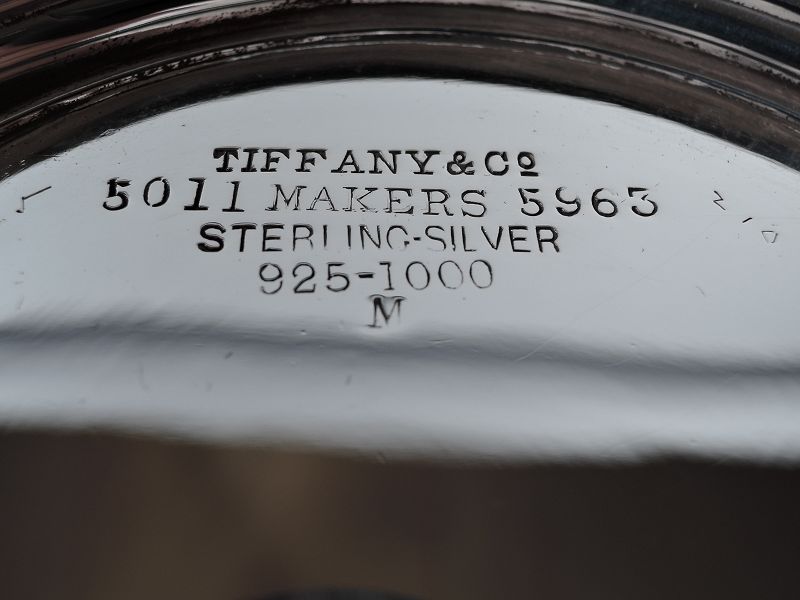 TIFFANY & Cº
5011 MAKERS 5963
STERLING-SILVER
925-1000
M